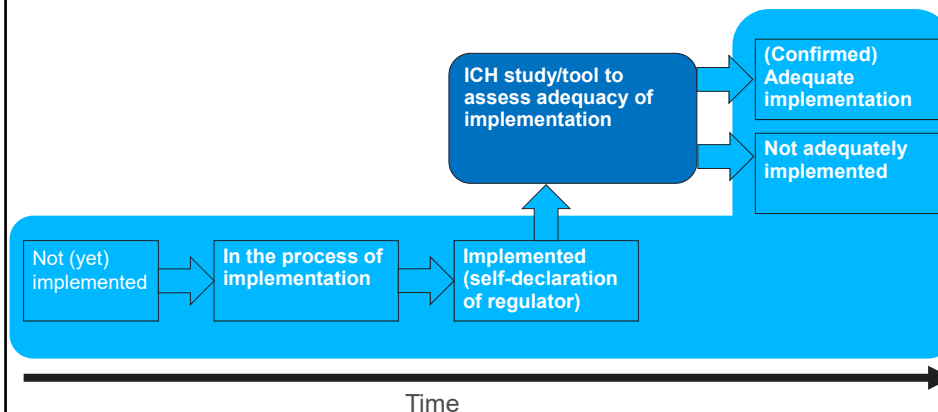 ICH study/tool to
assess adequacy of
implementation
(Confirmed)
Adequate
implementation
Not adequately
implemented
Not (yet)
implemented
In the process of
implementation
Implemented
(self-declaration
of regulator)
Time